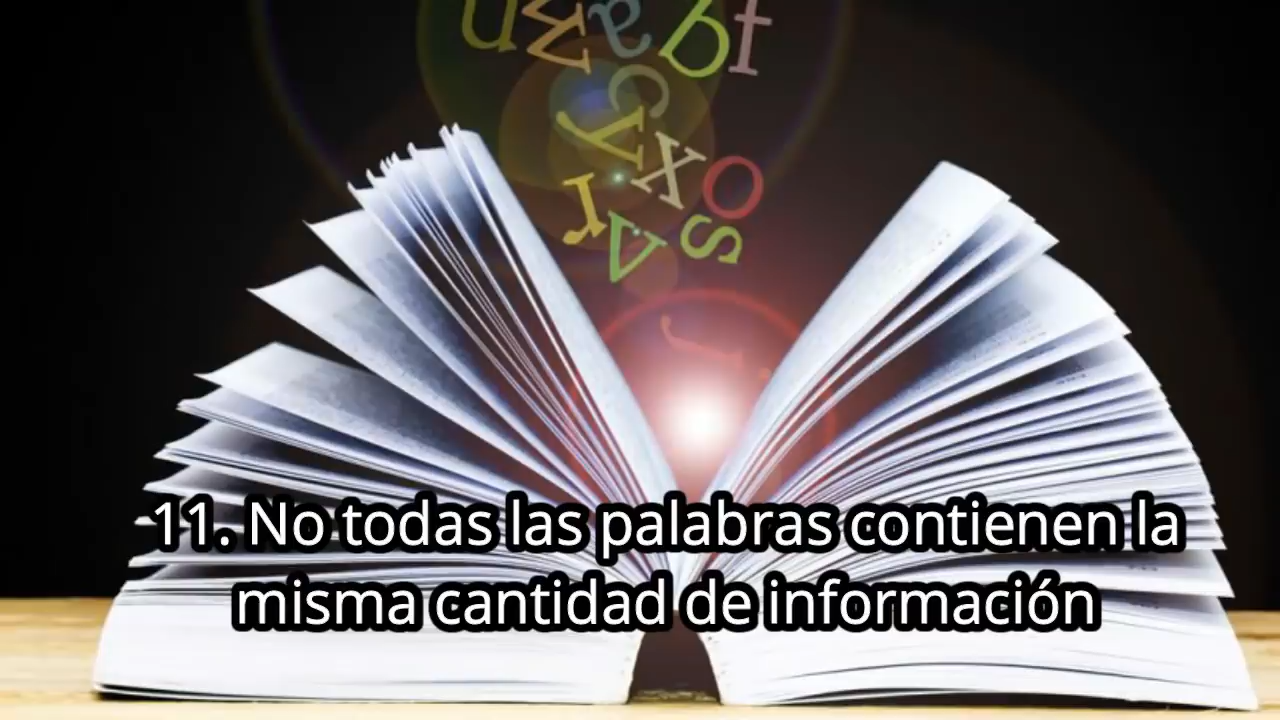 11. No todas las palabras contienen la
misma cantidad de información